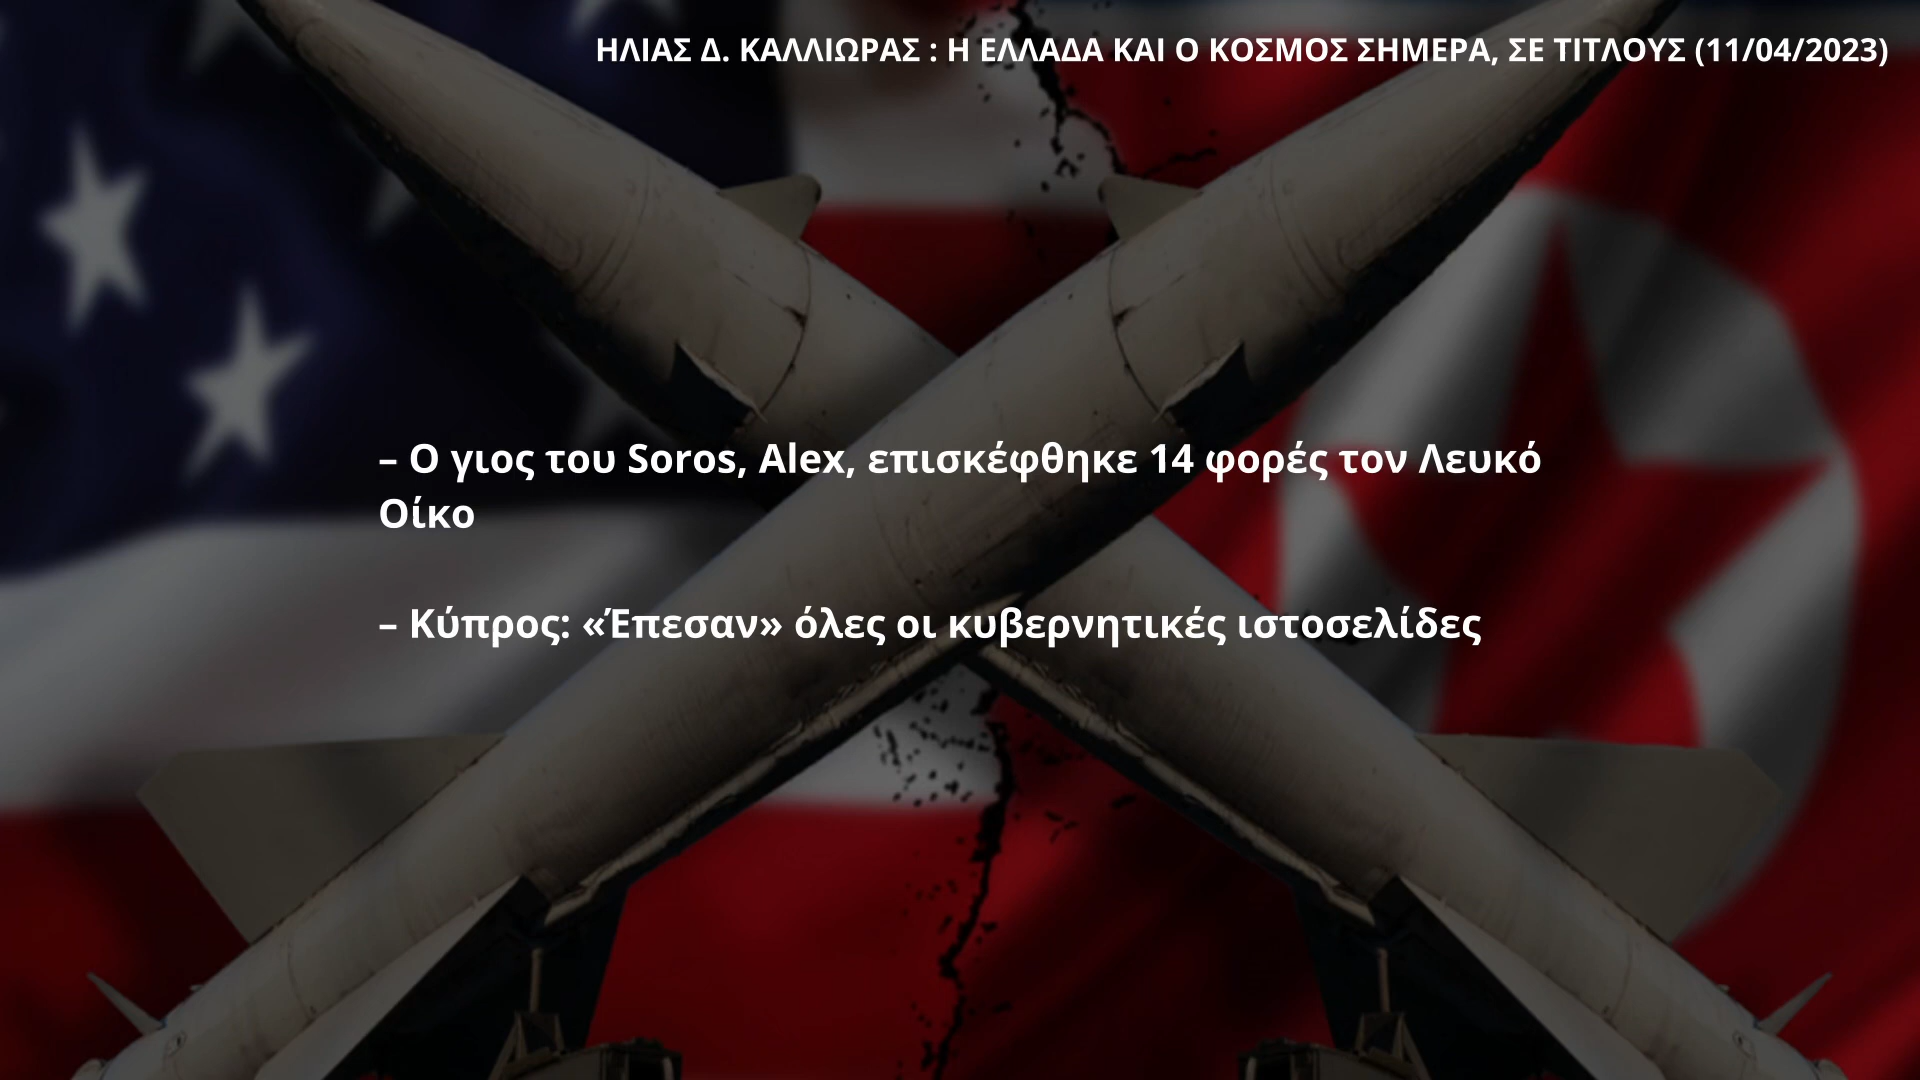 ΗΛΙΑΣ Δ. ΚΑΛΛΙΩΡΑΣ : Η ΕΛΛΑΔΑ ΚΑΙ Ο ΚΟΣΜΟΣ ΣΗΜΕΡΑ, ΣΕ ΤΙΤΛΟΥΣ (11/04/2023)
– Ο γιος του Soros, Alex, επισκέφθηκε 14 φορές τον Λευκό
Οίκο
– Κύπρος: «Έπεσαν» όλες οι κυβερνητικές ιστοσελίδες